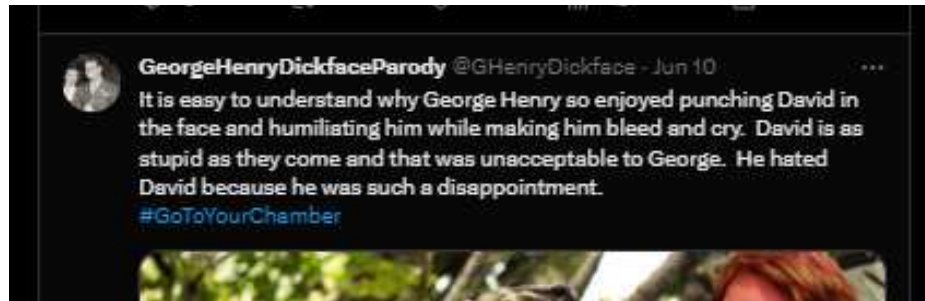 GeorgeHenryDickfaceParody @GHenryDickface · Jun 10
It is easy to understand why George Henry so enjoyed punching David in
the face and humiliating him while making him bleed and cry.  David is as
stupid as they come and that was unacceptable to George.  He hated
David because he was such a disappointment.
#GoToYourChamber